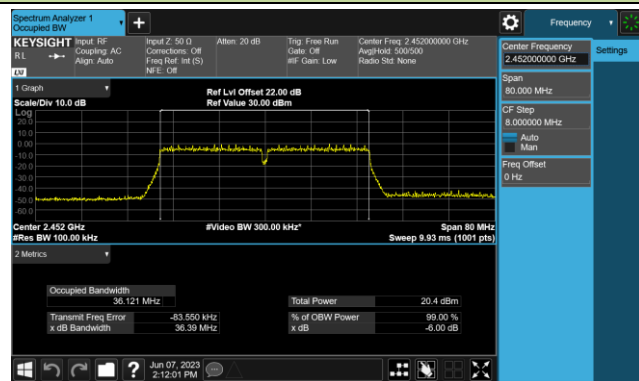 Spectrum Analyzer 1
Occupied BW
+
Frequency
KEYSIGHT
Input: RF
Input Z: 50 Ω
Atten: 20 dB
Trig: Free Run
Center Freq: 2.452000000 GHz
RL
Coupling: AC
Corrections: Off
Gate: Off
Avg|Hold: 500/500
Align: Auto
Freq Ref: Int (S)
#IF Gain: Low
Radio Std: None
NFE: Off
LXI
Center Frequency
2.452000000 GHz
Settings
Span
80.000 MHz
CF Step
8.000000 MHz
Auto
Man
Freq Offset
0 Hz
1 Graph
Ref Lvl Offset 22.00 dB
Scale/Div 10.0 dB
Ref Value 30.00 dBm
Log
20.0
10.0
0.00
-10.0
-20.0
-30.0
-40.0
-50.0
-60.0
Center 2.452 GHz
#Video BW 300.00 kHz*
Span 80 MHz
#Res BW 100.00 kHz
Sweep 9.93 ms (1001 pts)
2 Metrics
Occupied Bandwidth
36.121 MHz
Total Power
20.4 dBm
Transmit Freq Error
-83.550 kHz
% of OBW Power
99.00 %
x dB Bandwidth
36.39 MHz
x dB
-6.00 dB
?
Jun 07, 2023
2:12:01 PM